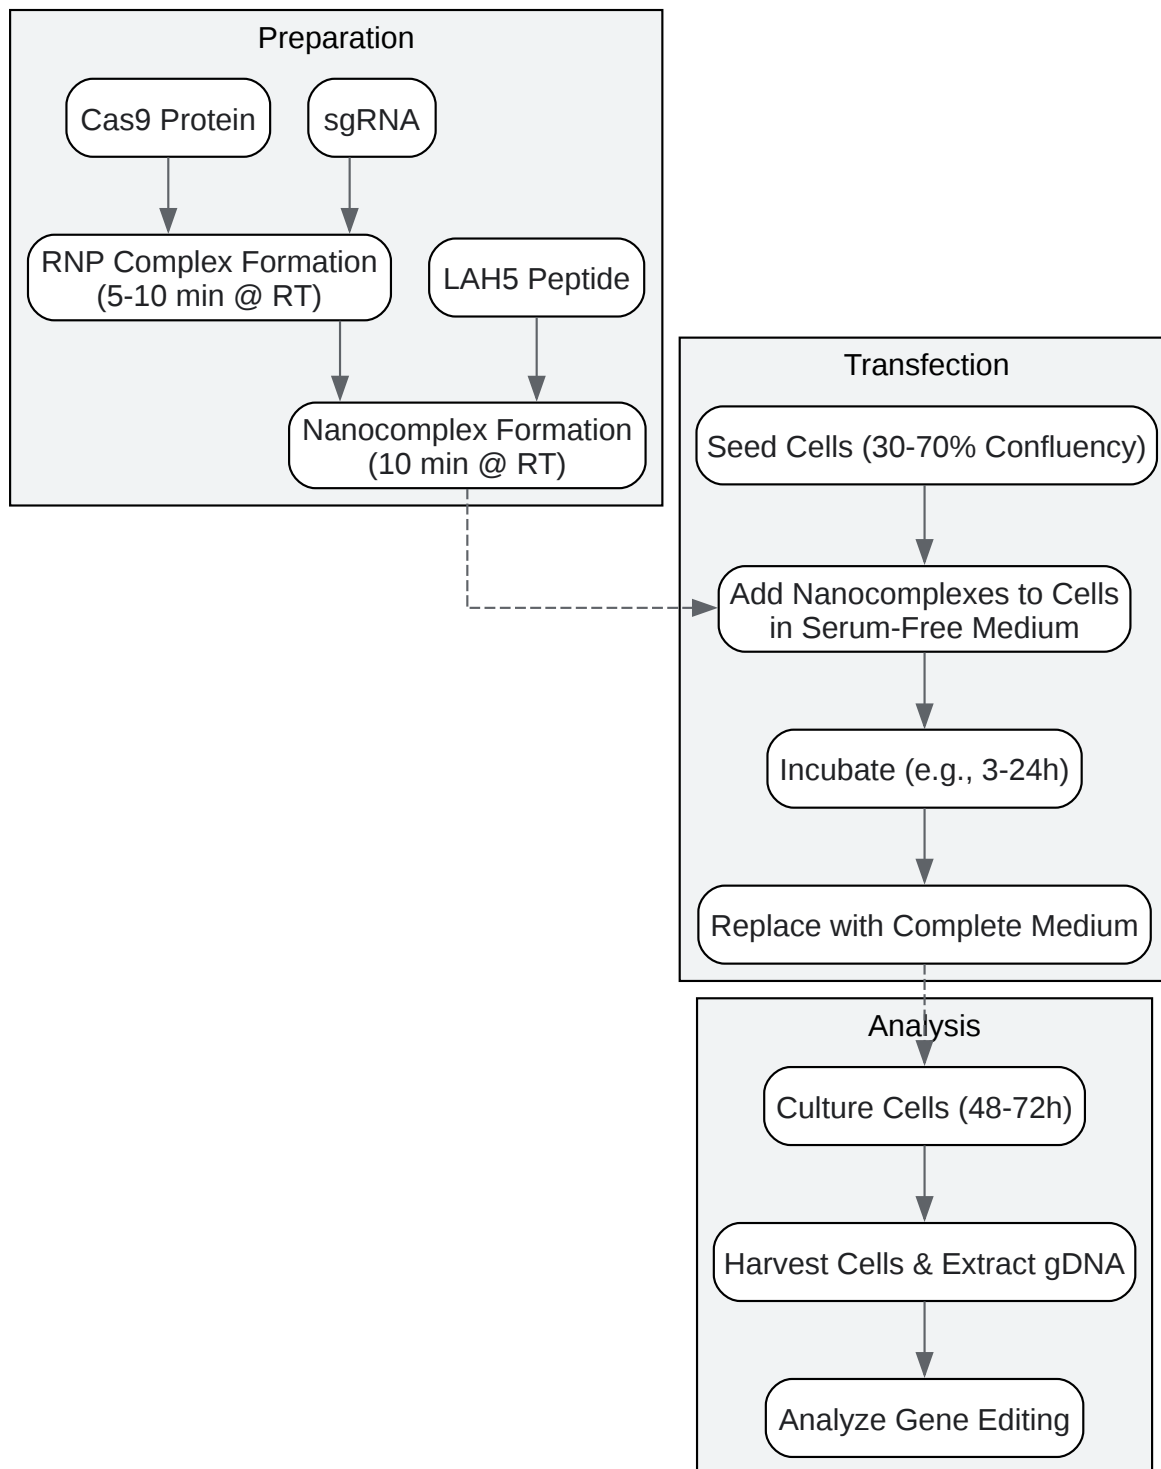 Preparation
Cas9 Protein
sgRNA
RNP Complex Formation
(5-10 min @ RT)
LAH5 Peptide
Nanocomplex Formation
(10 min @ RT)
Transfection
Seed Cells (30-70% Confluency)
Add Nanocomplexes to Cells
in Serum-Free Medium
Incubate (e.g., 3-24h)
Replace with Complete Medium
Analysis
Culture Cells (48-72h)
Harvest Cells & Extract gDNA
Analyze Gene Editing